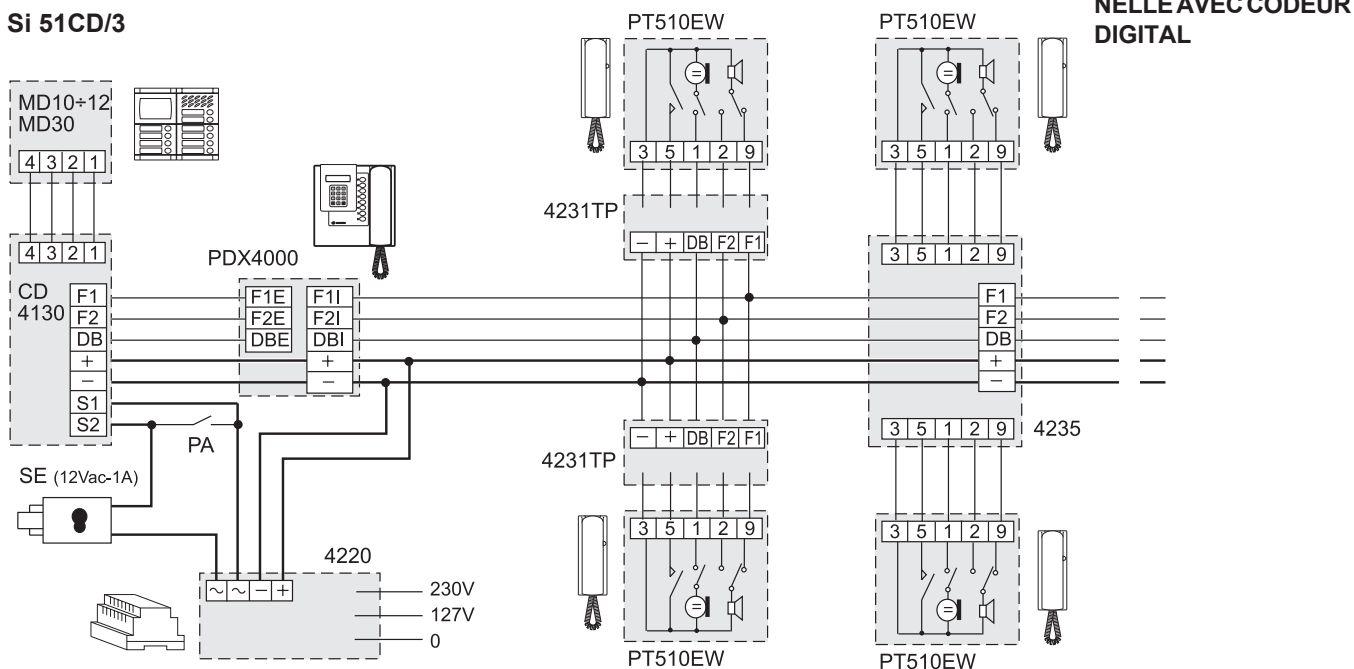 Si 51CD/3
NELLE AVEC CODEUR
DIGITAL
PT510EW
PT510EW
MD10÷12
MD30
4 3 2 1
3 5 1 2 9
3 5 1 2 9
4231TP
− + DB F2 F1
4 3 2 1
3 5 1 2 9
PDX4000
CD
4130
F1
F2
DB
+
−
S1
S2
F1E
F2E
DBE
F1I
F2I
DBI
+
−
F1
F2
DB
+
−
PA
SE (12Vac-1A)
4231TP
− + DB F2 F1
3 5 1 2 9
4235
3 5 1 2 9
3 5 1 2 9
4220
~ ~ − +
230V
127V
0
PT510EW
PT510EW